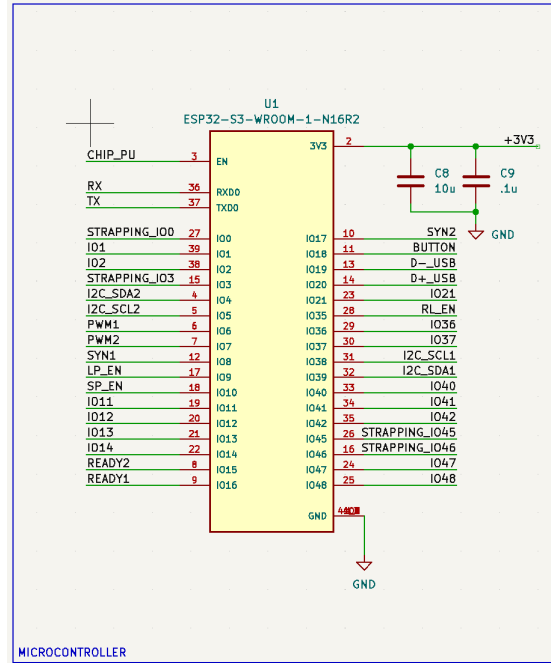 U1
ESP32-S3-WROOM-1-N16R2
3V3 2 +3V3
CHIP_PU 3 EN
C8 10u
C9 .1u
RX 36 RXD0
TX 37 TXD0
GND
STRAPPING_IO0 27 IO0
IO1 39 IO1
IO2 38 IO2
STRAPPING_IO3 15 IO3
I2C_SDA2 4 IO4
I2C_SCL2 5 IO5
PWM1 6 IO6
PWM2 7 IO7
SYN1 12 IO8
LP_EN 17 IO9
SP_EN 18 IO10
IO11 19 IO11
IO12 20 IO12
IO13 21 IO13
IO14 22 IO14
READY2 8 IO15
READY1 9 IO16
IO17 10 SYN2
IO18 11 BUTTON
IO19 13 D-_USB
IO20 14 D+_USB
IO21 23 IO21
IO35 28 RL_EN
IO36 29 IO36
IO37 30 IO37
IO38 31 I2C_SCL1
IO39 32 I2C_SDA1
IO40 33 IO40
IO41 34 IO41
IO42 35 IO42
IO45 26 STRAPPING_IO45
IO46 16 STRAPPING_IO46
IO47 24 IO47
IO48 25 IO48
GND
GND
MICROCONTROLLER